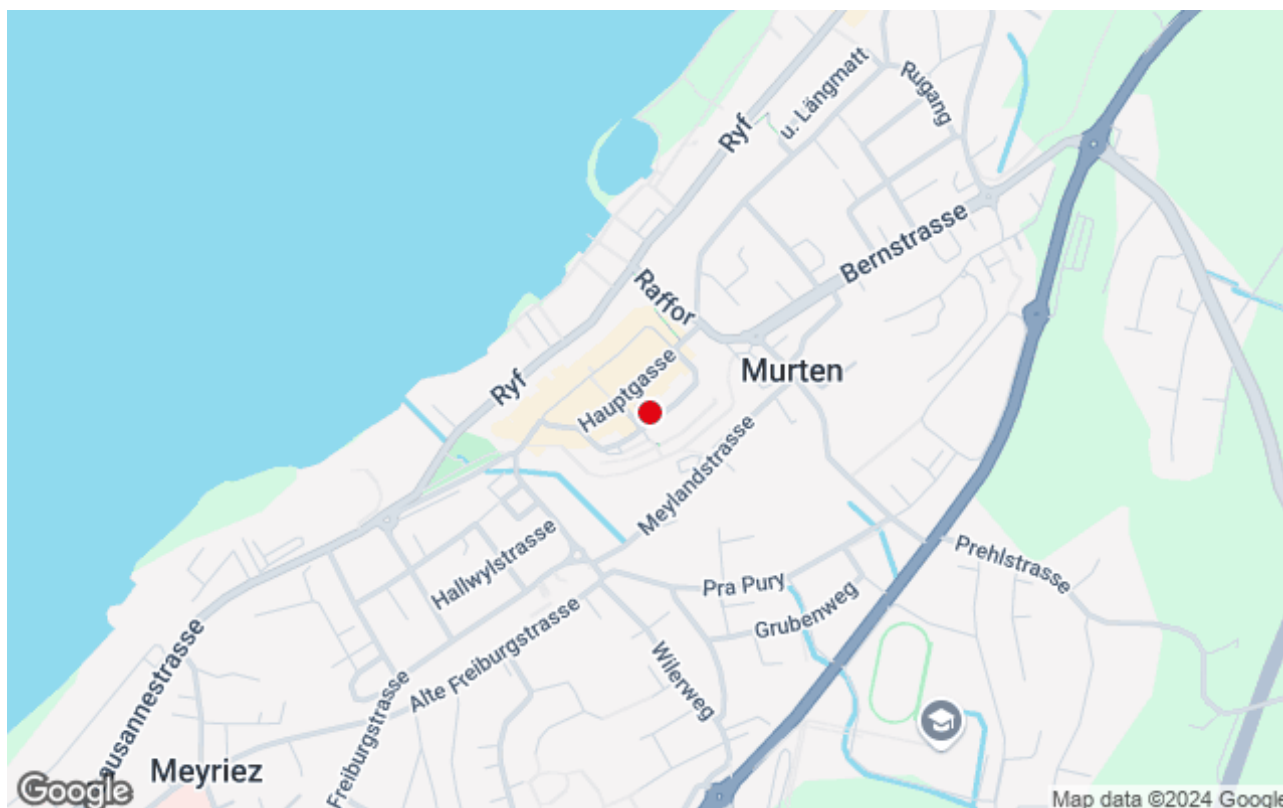 u. Längmatt
Rugang
Ryf
Bernstrasse
Raffor
Murten
Hauptgasse
Ryf
Meylandstrasse
Hallwylstrasse
Prehlstrasse
Pra Pury
Grubenweg
Alte Freiburgstrasse
Wilerweg
ausannestrasse
Freiburgstrasse
Meyriez
Google
Map data ©2024 Google